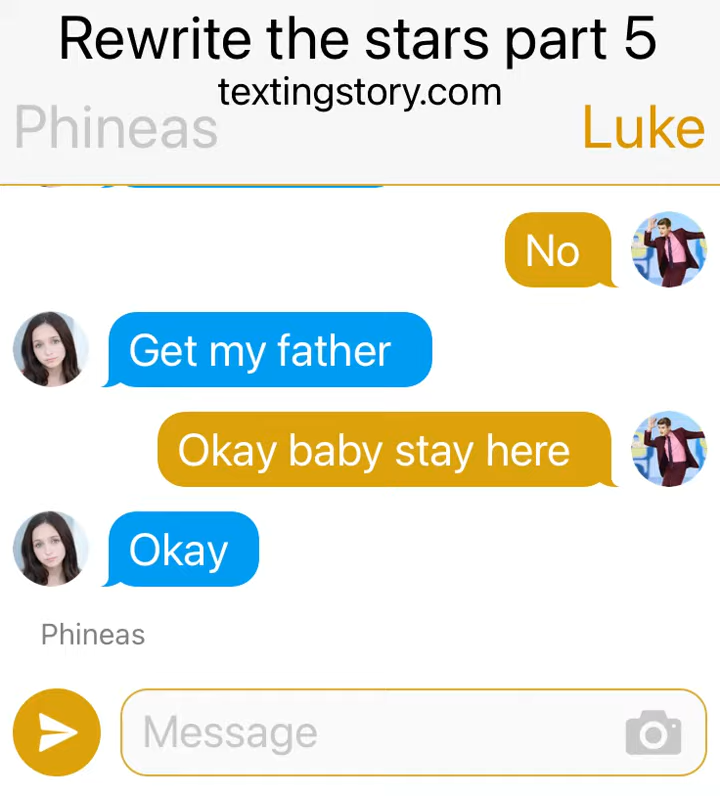 Rewrite the stars part 5
textingstory.com
Phineas
Luke
No
Get my father
Okay baby stay here
Okay
Phineas
Message